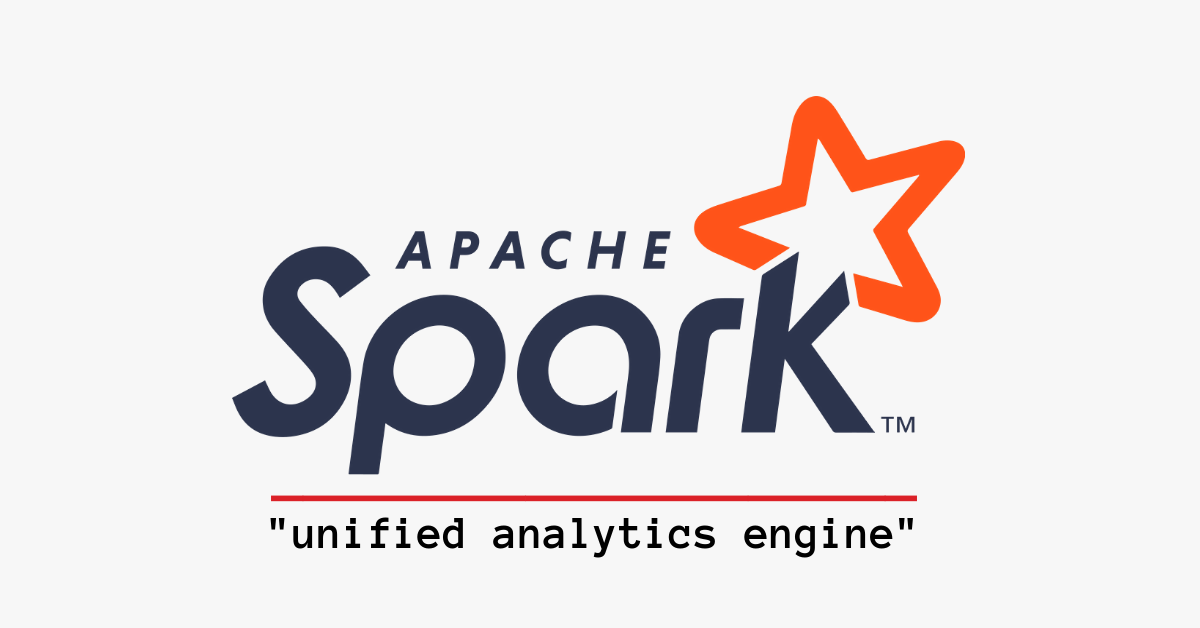 APACHE
Spark™
"unified analytics engine"